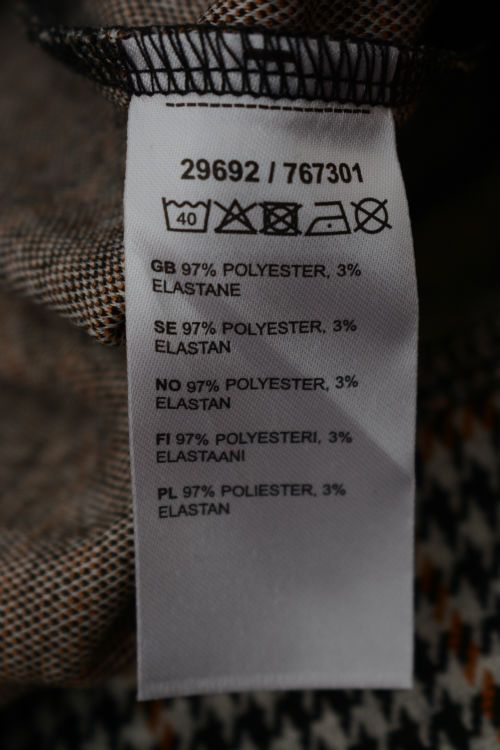 29692 / 767301
40
GB 97% POLYESTER, 3%
ELASTANE
SE 97% POLYESTER, 3%
ELASTAN
NO 97% POLYESTER, 3%
ELASTAN
FI 97% POLYESTERI, 3%
ELASTAANI
PL 97% POLIESTER, 3%
ELASTAN